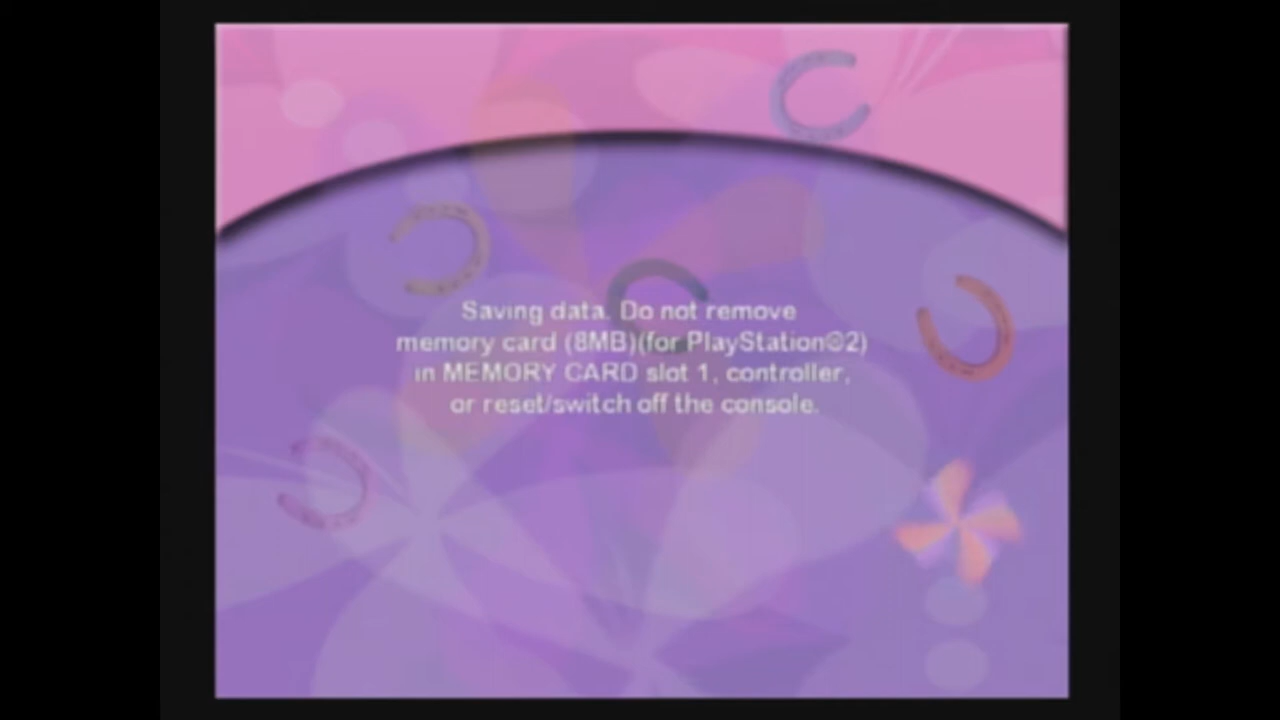 Saving data. Do not remove
memory card (8MB)(for PlayStation®2)
in MEMORY CARD slot 1, controller,
or reset/switch off the console.